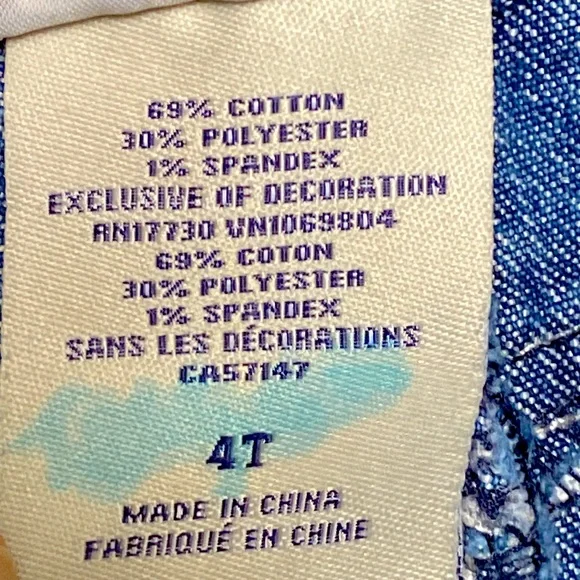 69% COTTON
30% POLYESTER
1% SPANDEX
EXCLUSIVE OF DECORATION
RN17730 VN1069804
69% COTON
30% POLYESTER
1% SPANDEX
SANS LES DÉCORATIONS
CA57147
4T
MADE IN CHINA
FABRIQUÉ EN CHINE